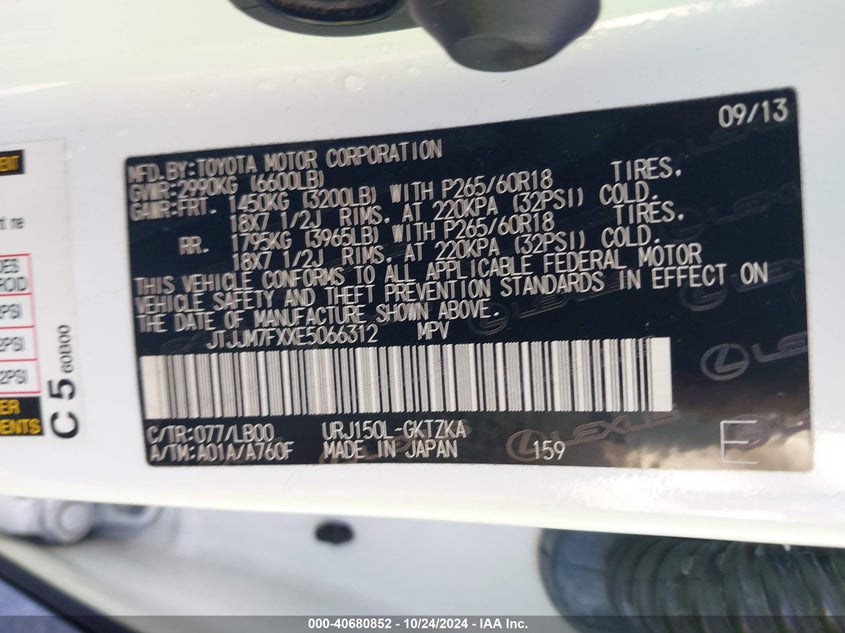 09/13
MFD.BY:TOYOTA MOTOR CORPORATION
GVWR:2990KG (6600LB)
GAWR:FRT. 1450KG (3200LB) WITH P265/60R18 TIRES,
18X7 1/2J RIMS, AT 220KPA (32PSI) COLD.
RR. 1795KG (3965LB) WITH P265/60R18 TIRES,
18X7 1/2J RIMS, AT 220KPA (32PSI) COLD.
THIS VEHICLE CONFORMS TO ALL APPLICABLE FEDERAL MOTOR
VEHICLE SAFETY AND THEFT PREVENTION STANDARDS IN EFFECT ON
THE DATE OF MANUFACTURE SHOWN ABOVE.
JTJJM7FXXE5066312 MPV
LEXUS
C/TR:077/LB00 URJ150L-GKTZKA
A/TM:A01A/A760F MADE IN JAPAN 159 E
C5 60B00
000-40680852 - 10/24/2024 - IAA Inc.